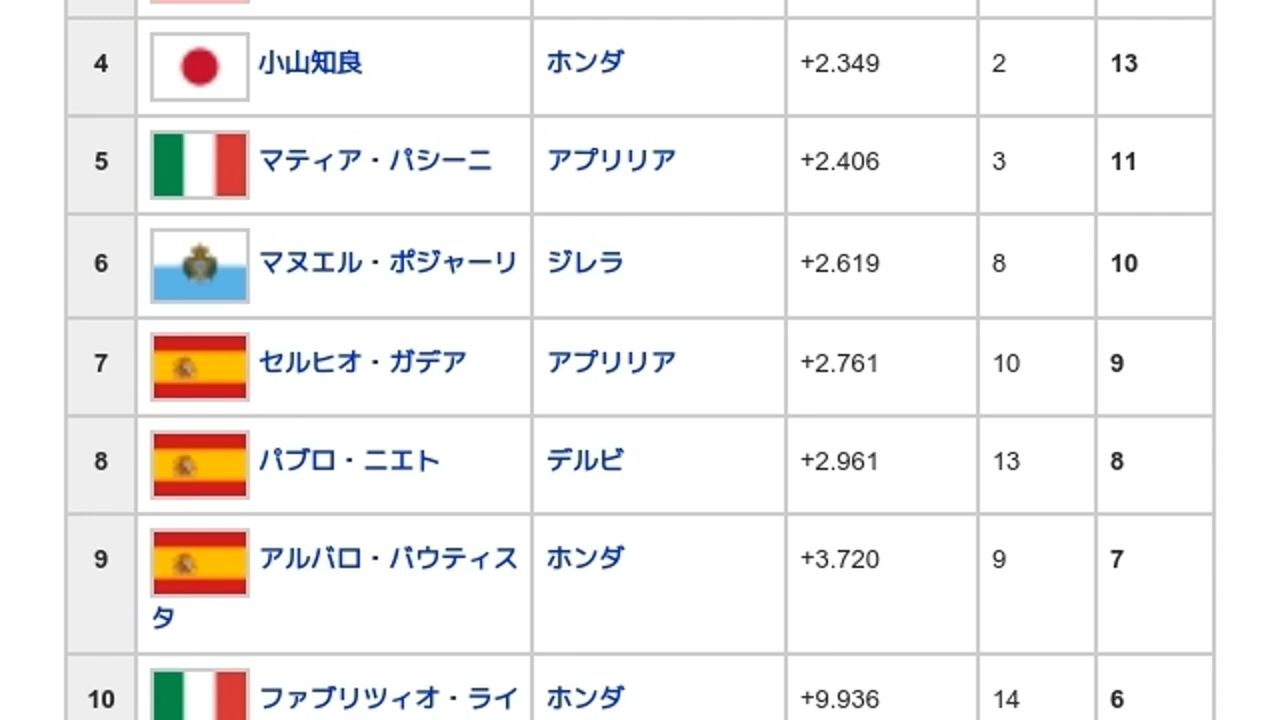 4 小山知良 ホンダ +2.349 2 13
5 マティア・パシーニ アプリリア +2.406 3 11
6 マヌエル・ポジャーリ ジレラ +2.619 8 10
7 セルヒオ・ガデア アプリリア +2.761 10 9
8 パブロ・ニエト デルビ +2.961 13 8
9 アルバロ・バウティス ホンダ +3.720 9 7
タ
10 ファブリツィオ・ライ ホンダ +9.936 14 6